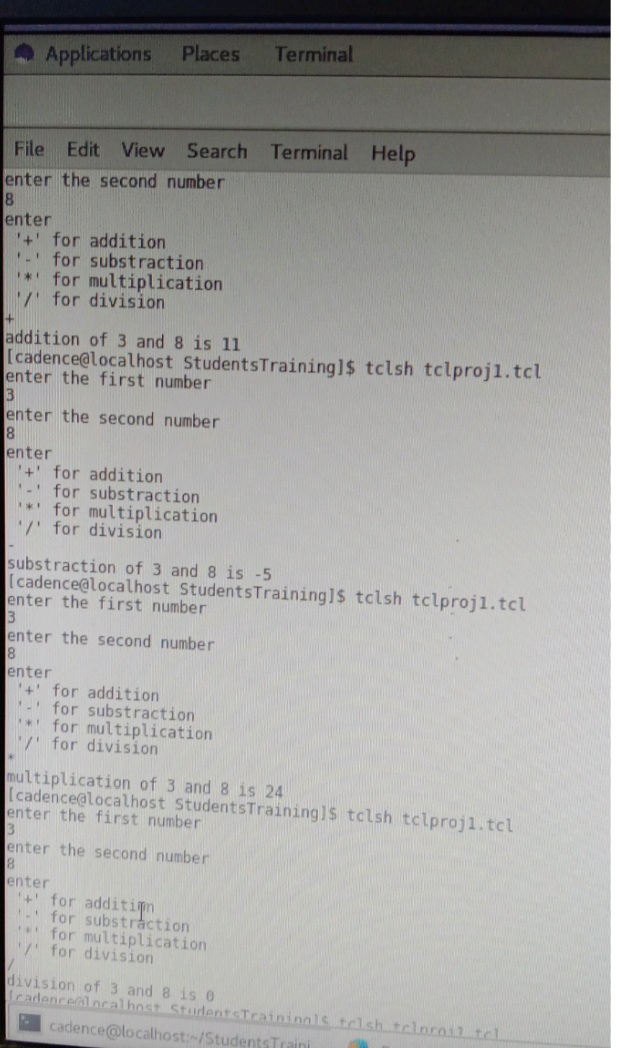 Applications Places Terminal
File Edit View Search Terminal Help
enter the second number
8
enter
'+' for addition
'-' for substraction
'*' for multiplication
'/' for division
+
addition of 3 and 8 is 11
[cadence@localhost StudentsTraining]$ tclsh tclproj1.tcl
enter the first number
3
enter the second number
8
enter
'+' for addition
'-' for substraction
'*' for multiplication
'/' for division
-
substraction of 3 and 8 is -5
[cadence@localhost StudentsTraining]$ tclsh tclproj1.tcl
enter the first number
3
enter the second number
8
enter
'+' for addition
'-' for substraction
'*' for multiplication
'/' for division
*
multiplication of 3 and 8 is 24
[cadence@localhost StudentsTraining]$ tclsh tclproj1.tcl
enter the first number
3
enter the second number
8
enter
'+' for addition
'-' for substraction
'*' for multiplication
'/' for division
/
division of 3 and 8 is 0
[cadence@localhost StudentsTraining]$ tclsh tclproj1.tcl
cadence@localhost:~/StudentsTraini